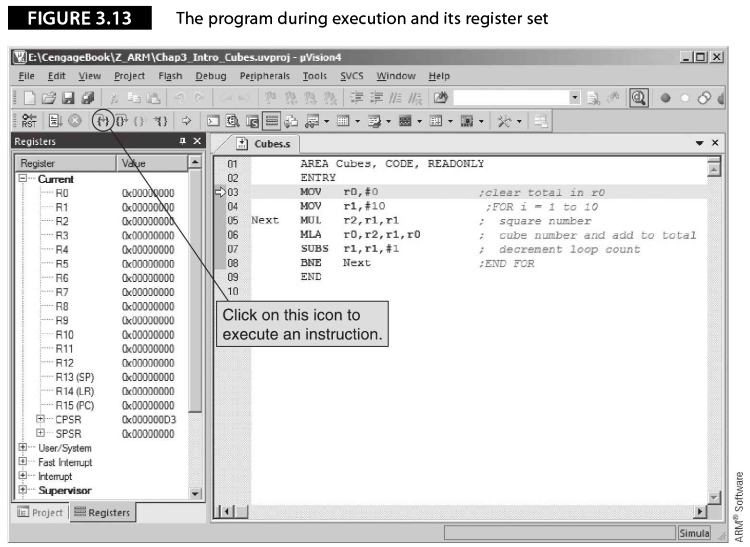 FIGURE 3.13 The program during execution and its register set
E:\CengageBook\Z_ARM\Chap3_Intro_Cubes.uvproj - µVision4
File Edit View Project Flash Debug Peripherals Tools SVCS Window Help
RST
Registers
Cubes.s
Register Value
Current
R0 0x00000000
R1 0x00000000
R2 0x00000000
R3 0x00000000
R4 0x00000000
R5 0x00000000
R6 0x00000000
R7 0x00000000
R8 0x00000000
R9 0x00000000
R10 0x00000000
R11 0x00000000
R12 0x00000000
R13 (SP) 0x00000000
R14 (LR) 0x00000000
R15 (PC) 0x00000000
CPSR 0x000000D3
SPSR 0x00000000
User/System
Fast Interrupt
Interrupt
Supervisor
Project Registers
01 AREA Cubes, CODE, READONLY
02 ENTRY
03 MOV r0,#0 ;clear total in r0
04 MOV r1,#10 ;FOR i = 1 to 10
05 Next MUL r2,r1,r1 ; square number
06 MLA r0,r2,r1,r0 ; cube number and add to total
07 SUBS r1,r1,#1 ; decrement loop count
08 BNE Next ;END FOR
09 END
10
Click on this icon to
execute an instruction.
Simula
ARM® Software